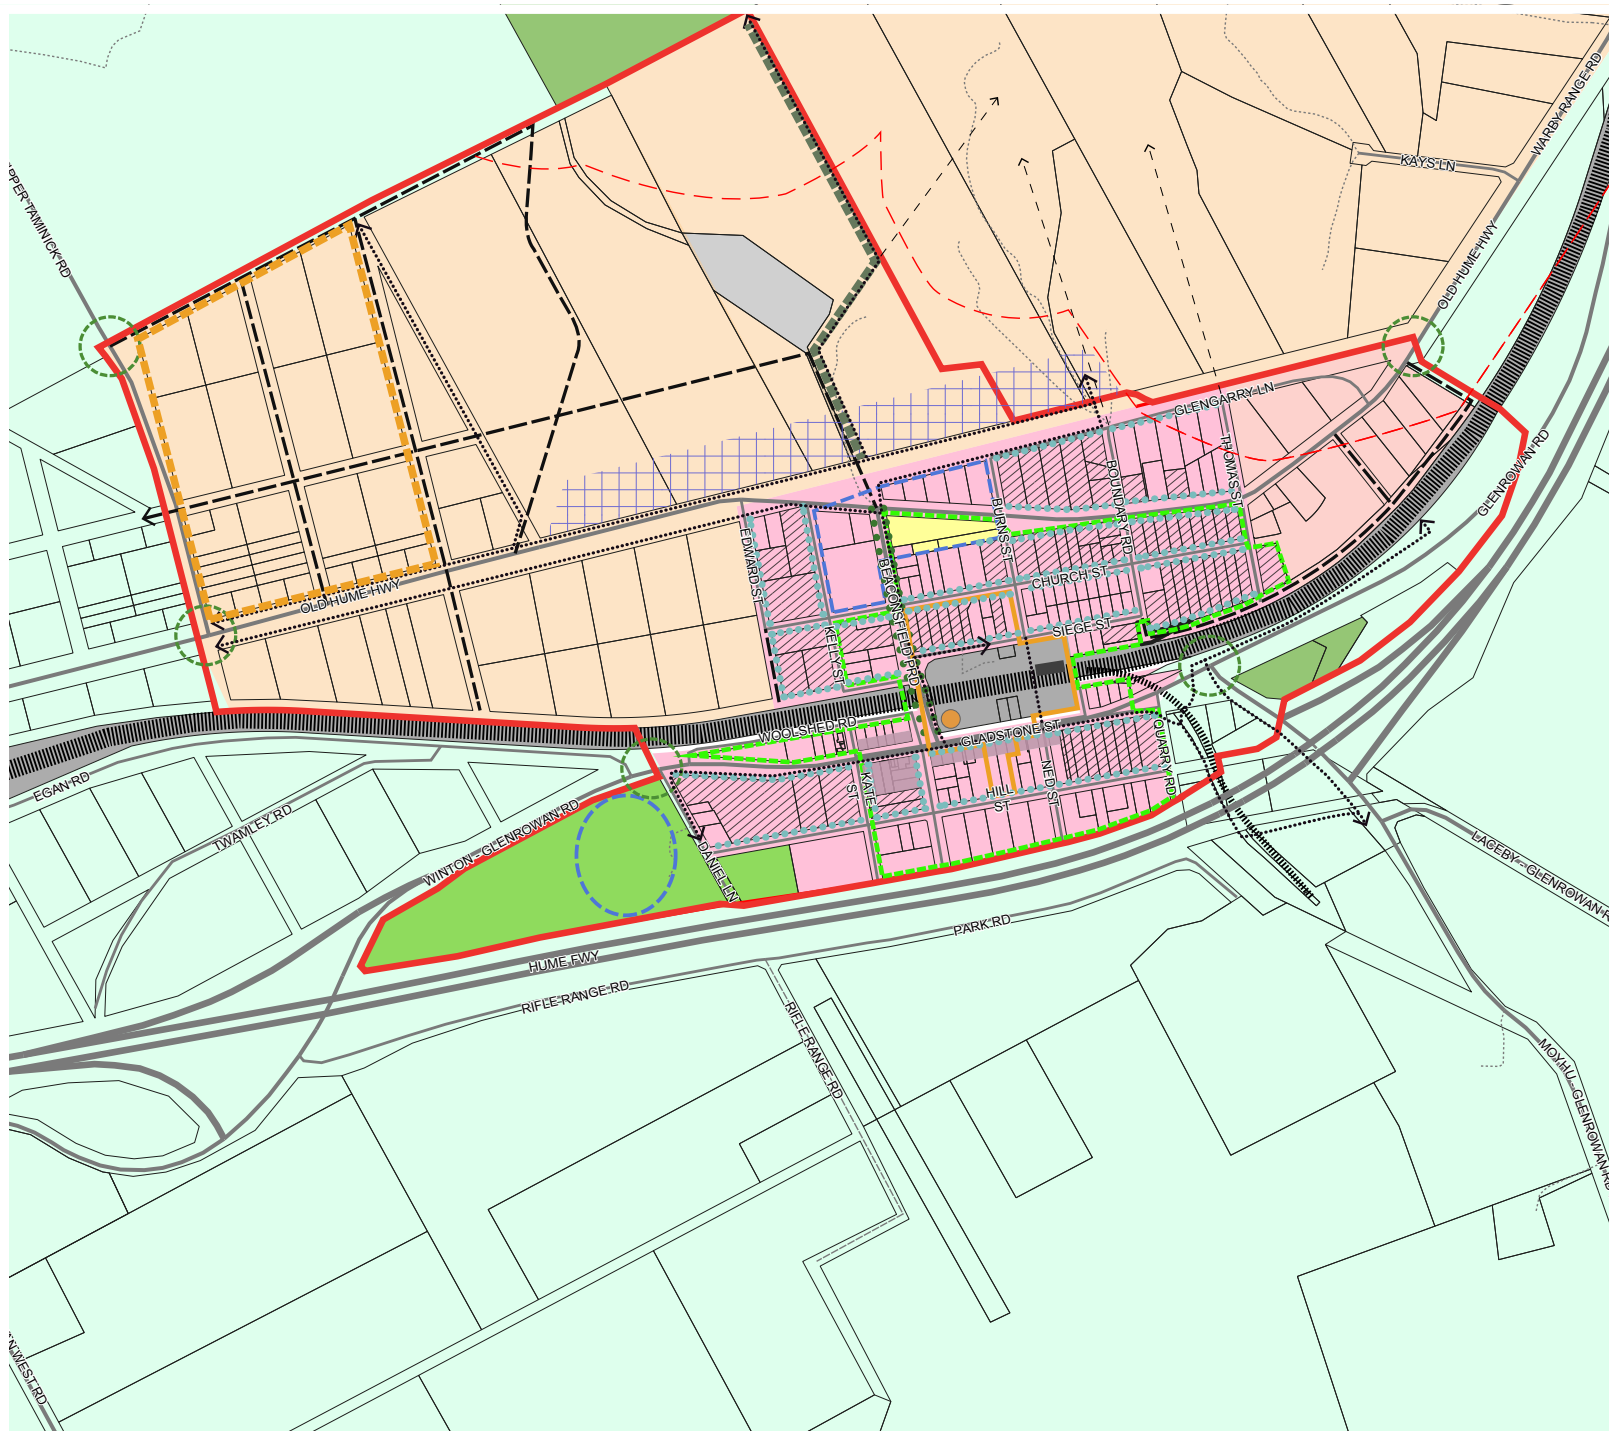 WARBY RANGE RD
KAYS LN
PPER TAMINICK RD
OLD HUME HWY
GLENGARRY LN
THOMAS ST
GLENROWAN RD
BOUNDARY RD
BURNS ST
EDWARD ST
BEACONSFIELD PRD
CHURCH ST
OLD HUME HWY
KELLY ST
SIEGE ST
WOOLSHED RD
GLADSTONE ST
QUARRY RD
EGAN RD
KATE
ST
NED ST
HILL
ST
TWAMLEY RD
WINTON - GLENROWAN RD
DANIEL LN
LACEBY - GLENROWAN R
PARK RD
HUME FWY
RIFLE RANGE RD
RIFLE RANGE RD
MOYHU - GLENROWAN RD
N WEST RD